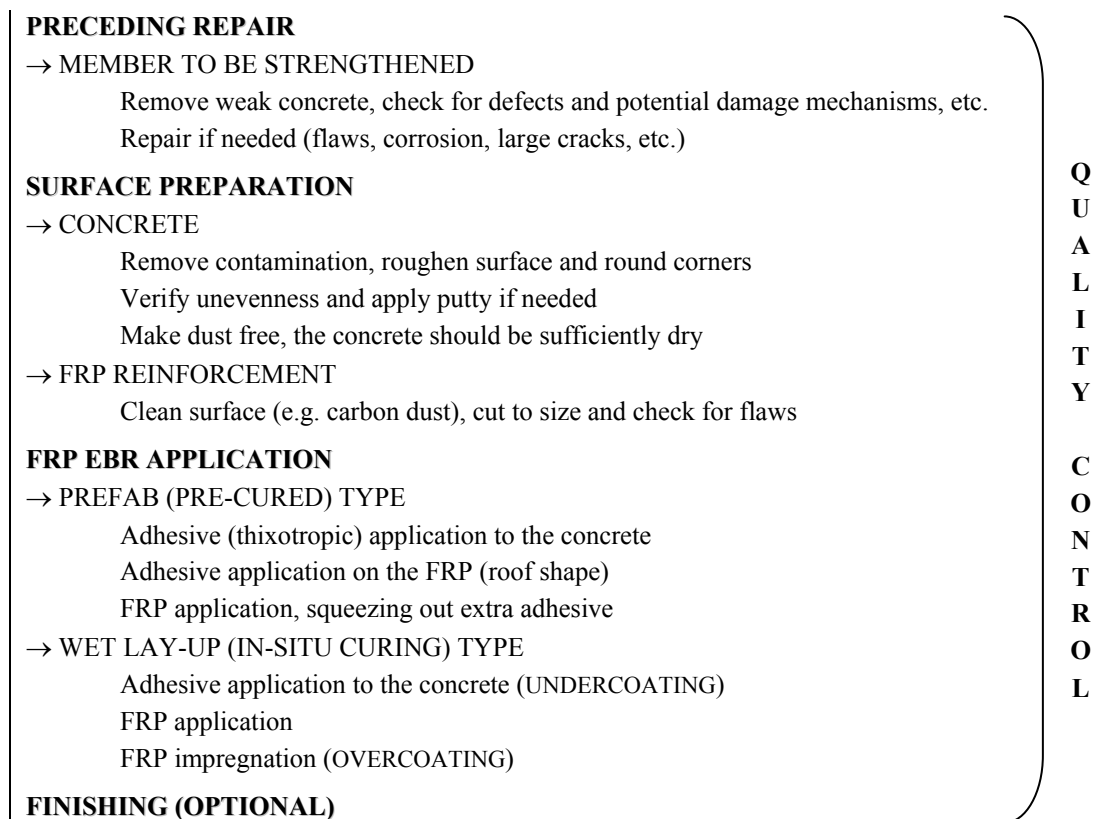 PRECEDING REPAIR
→ MEMBER TO BE STRENGTHENED
Remove weak concrete, check for defects and potential damage mechanisms, etc.
Repair if needed (flaws, corrosion, large cracks, etc.)
SURFACE PREPARATION
→ CONCRETE
Remove contamination, roughen surface and round corners
Verify unevenness and apply putty if needed
Make dust free, the concrete should be sufficiently dry
→ FRP REINFORCEMENT
Clean surface (e.g. carbon dust), cut to size and check for flaws
FRP EBR APPLICATION
→ PREFAB (PRE-CURED) TYPE
Adhesive (thixotropic) application to the concrete
Adhesive application on the FRP (roof shape)
FRP application, squeezing out extra adhesive
→ WET LAY-UP (IN-SITU CURING) TYPE
Adhesive application to the concrete (UNDERCOATING)
FRP application
FRP impregnation (OVERCOATING)
FINISHING (OPTIONAL)
Q
U
A
L
I
T
Y
C
O
N
T
R
O
L